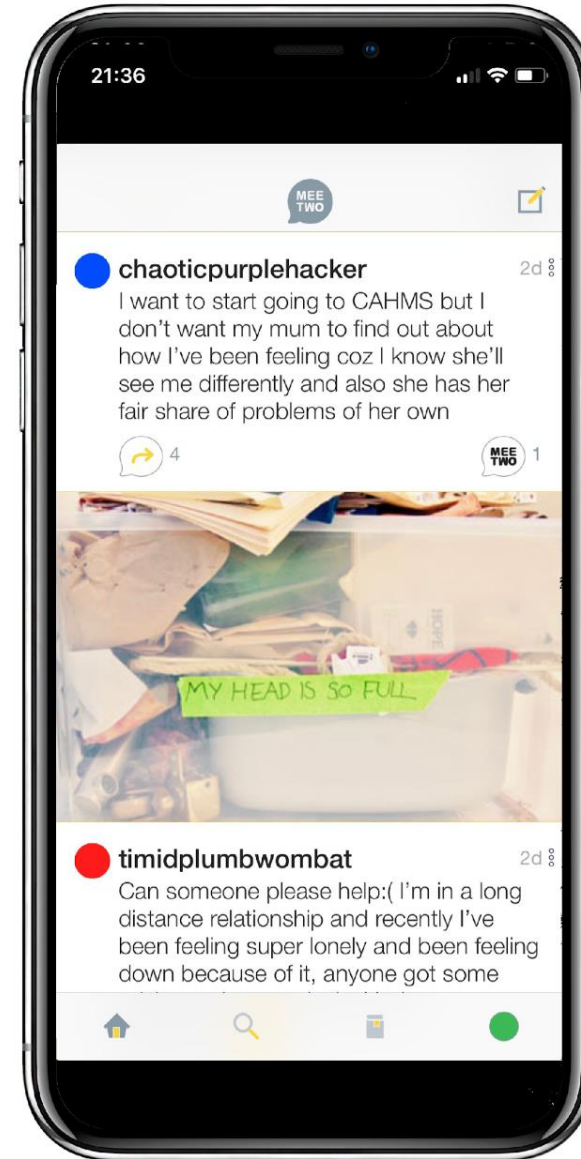 21:36
MEE
TWO
chaoticpurplehacker 2d
I want to start going to CAHMS but I
don't want my mum to find out about
how I've been feeling coz I know she'll
see me differently and also she has her
fair share of problems of her own
4
MEE
TWO
1
HOPE
MY HEAD IS SO FULL
timidplumbwombat 2d
Can someone please help:( I'm in a long
distance relationship and recently I've
been feeling super lonely and been feeling
down because of it, anyone got some